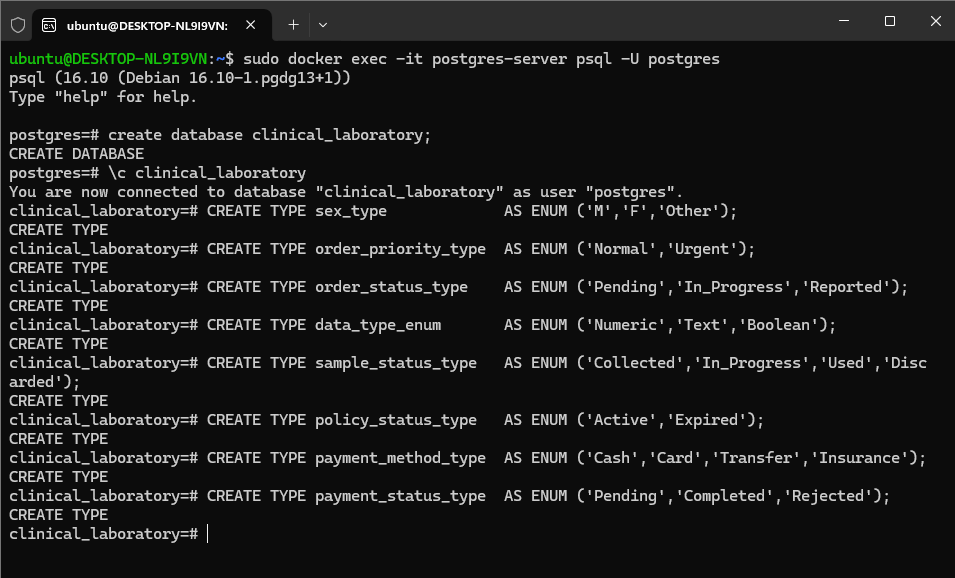 ubuntu@DESKTOP-NL9I9VN:
ubuntu@DESKTOP-NL9I9VN:~$ sudo docker exec -it postgres-server psql -U postgres
psql (16.10 (Debian 16.10-1.pgdg13+1))
Type "help" for help.
postgres=# create database clinical_laboratory;
CREATE DATABASE
postgres=# \c clinical_laboratory
You are now connected to database "clinical_laboratory" as user "postgres".
clinical_laboratory=# CREATE TYPE sex_type             AS ENUM ('M','F','Other');
CREATE TYPE
clinical_laboratory=# CREATE TYPE order_priority_type  AS ENUM ('Normal','Urgent');
CREATE TYPE
clinical_laboratory=# CREATE TYPE order_status_type    AS ENUM ('Pending','In_Progress','Reported');
CREATE TYPE
clinical_laboratory=# CREATE TYPE data_type_enum       AS ENUM ('Numeric','Text','Boolean');
CREATE TYPE
clinical_laboratory=# CREATE TYPE sample_status_type   AS ENUM ('Collected','In_Progress','Used','Disc
arded');
CREATE TYPE
clinical_laboratory=# CREATE TYPE policy_status_type   AS ENUM ('Active','Expired');
CREATE TYPE
clinical_laboratory=# CREATE TYPE payment_method_type  AS ENUM ('Cash','Card','Transfer','Insurance');
CREATE TYPE
clinical_laboratory=# CREATE TYPE payment_status_type  AS ENUM ('Pending','Completed','Rejected');
CREATE TYPE
clinical_laboratory=#